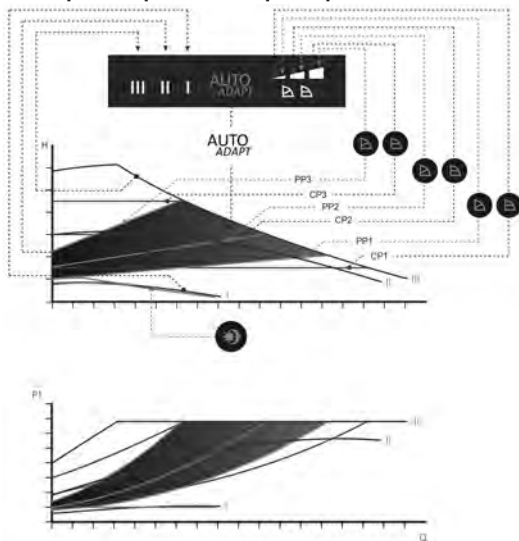 III II I AUTO ADAPT
AUTO ADAPT
H
PP3
CP3
PP2
CP2
PP1
CP1
III
II
I
P1
III
II
I
Q